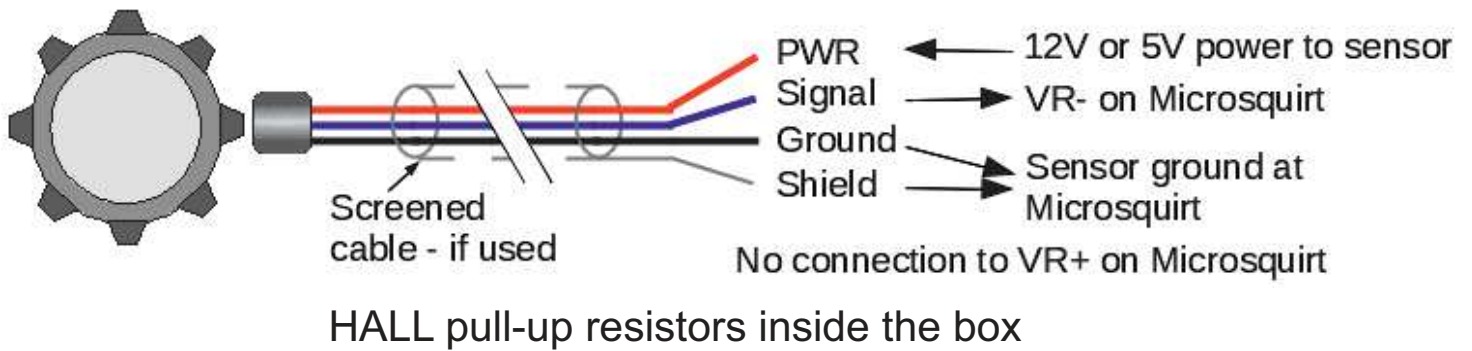 PWR 12V or 5V power to sensor
Signal VR- on Microsquirt
Ground
Shield
Sensor ground at
Microsquirt
Screened
cable - if used
No connection to VR+ on Microsquirt
HALL pull-up resistors inside the box